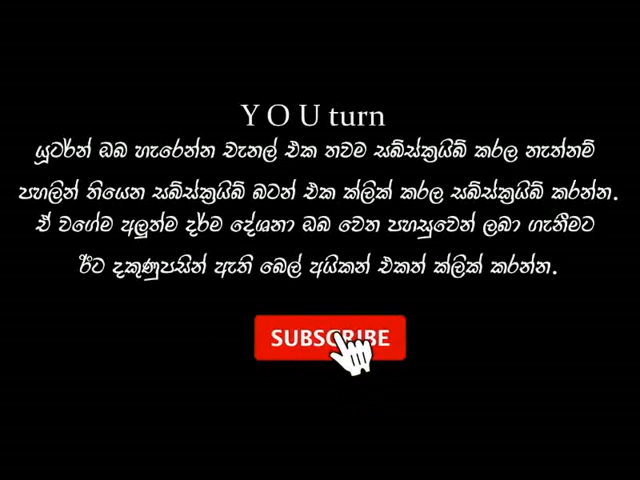 Y O U turn
යූටර්න් ඔබ හැරෙන්න චැනල් එක තවම සබ්ස්ක්‍රයිබ් කරල නැත්නම්
පහලින් තියෙන සබ්ස්ක්‍රයිබ් බටන් එක ක්ලික් කරල සබ්ස්ක්‍රයිබ් කරන්න.
ඒ වගේම අලුත්ම දර්ම දේශනා ඔබ වෙත පහසුවෙන් ලබා ගැනීමට
ඊට දකුණුපසින් ඇති බෙල් අයිකන් එකත් ක්ලික් කරන්න.
SUBSCRIBE